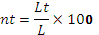 nt = Lt/L × 100